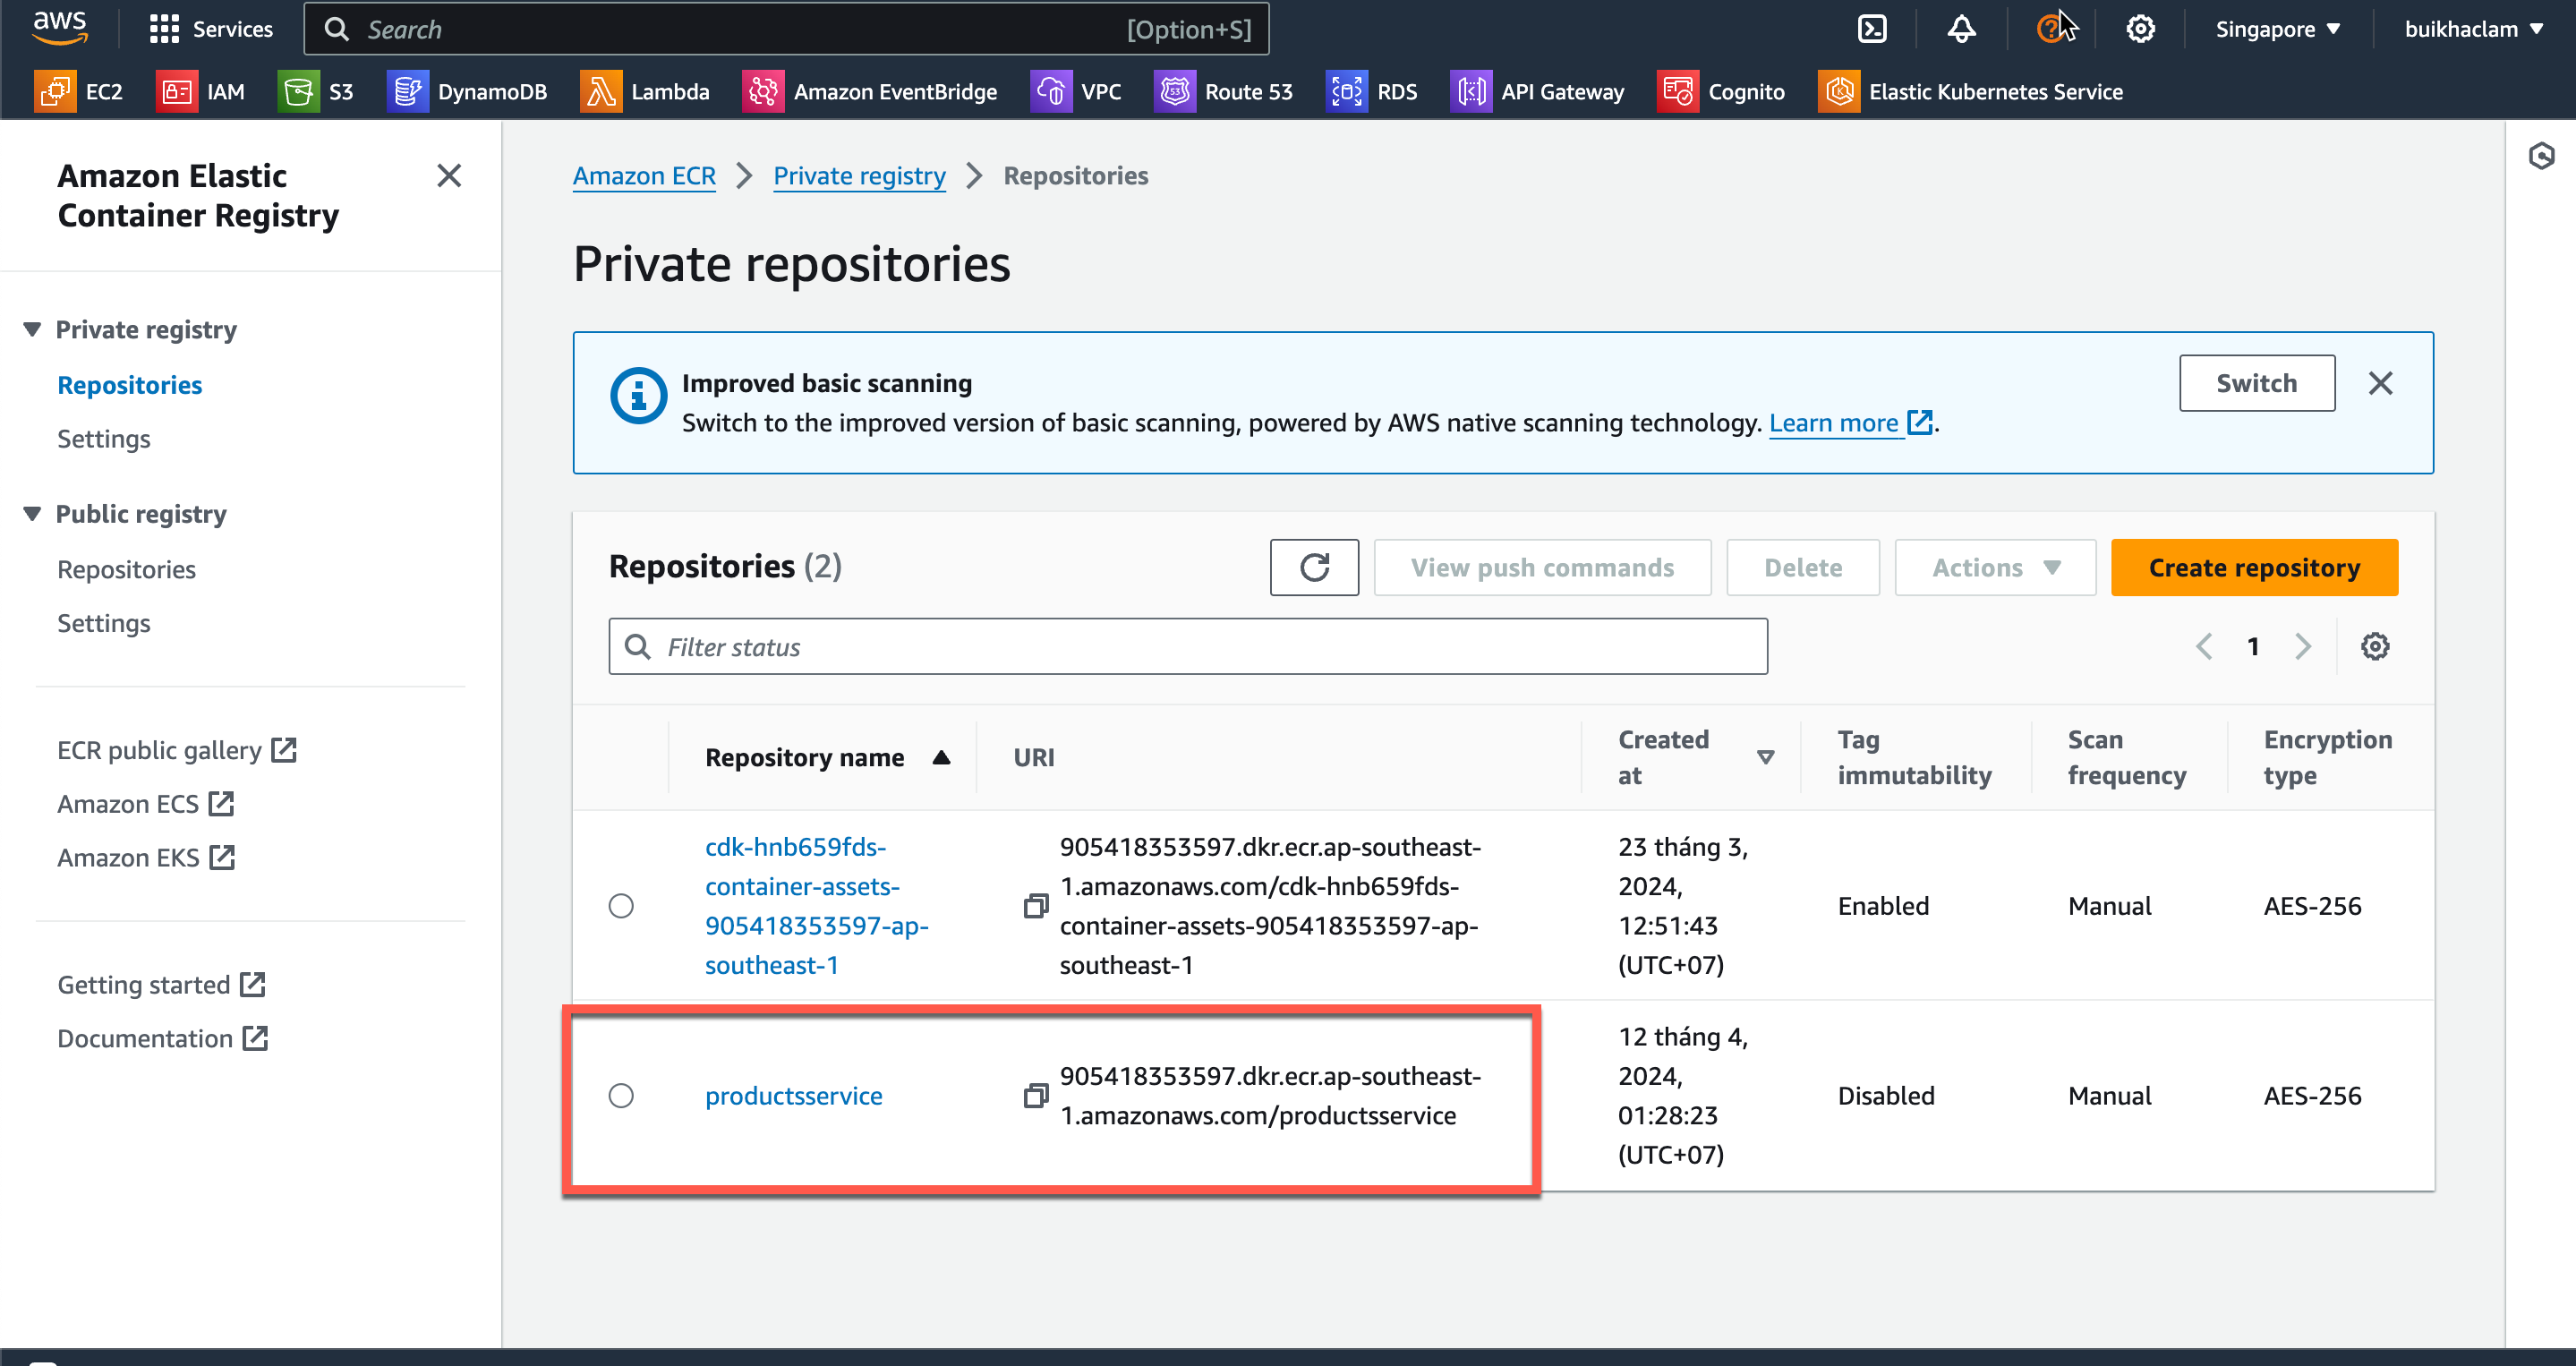 aws
Services
Search
[Option+S]
Singapore
buikhaclam
EC2
IAM
S3
DynamoDB
Lambda
Amazon EventBridge
VPC
Route 53
RDS
API Gateway
Cognito
Elastic Kubernetes Service
Amazon Elastic
Container Registry
Private registry
Repositories
Settings
Public registry
Repositories
Settings
ECR public gallery
Amazon ECS
Amazon EKS
Getting started
Documentation
Amazon ECR
Private registry
Repositories
Private repositories
Improved basic scanning
Switch to the improved version of basic scanning, powered by AWS native scanning technology. Learn more .
Switch
Repositories (2)
View push commands
Delete
Actions
Create repository
Filter status
1
Repository name
URI
Created
at
Tag
immutability
Scan
frequency
Encryption
type
cdk-hnb659fds-
container-assets-
905418353597-ap-
southeast-1
905418353597.dkr.ecr.ap-southeast-
1.amazonaws.com/cdk-hnb659fds-
container-assets-905418353597-ap-
southeast-1
23 tháng 3,
2024,
12:51:43
(UTC+07)
Enabled
Manual
AES-256
productsservice
905418353597.dkr.ecr.ap-southeast-
1.amazonaws.com/productsservice
12 tháng 4,
2024,
01:28:23
(UTC+07)
Disabled
Manual
AES-256